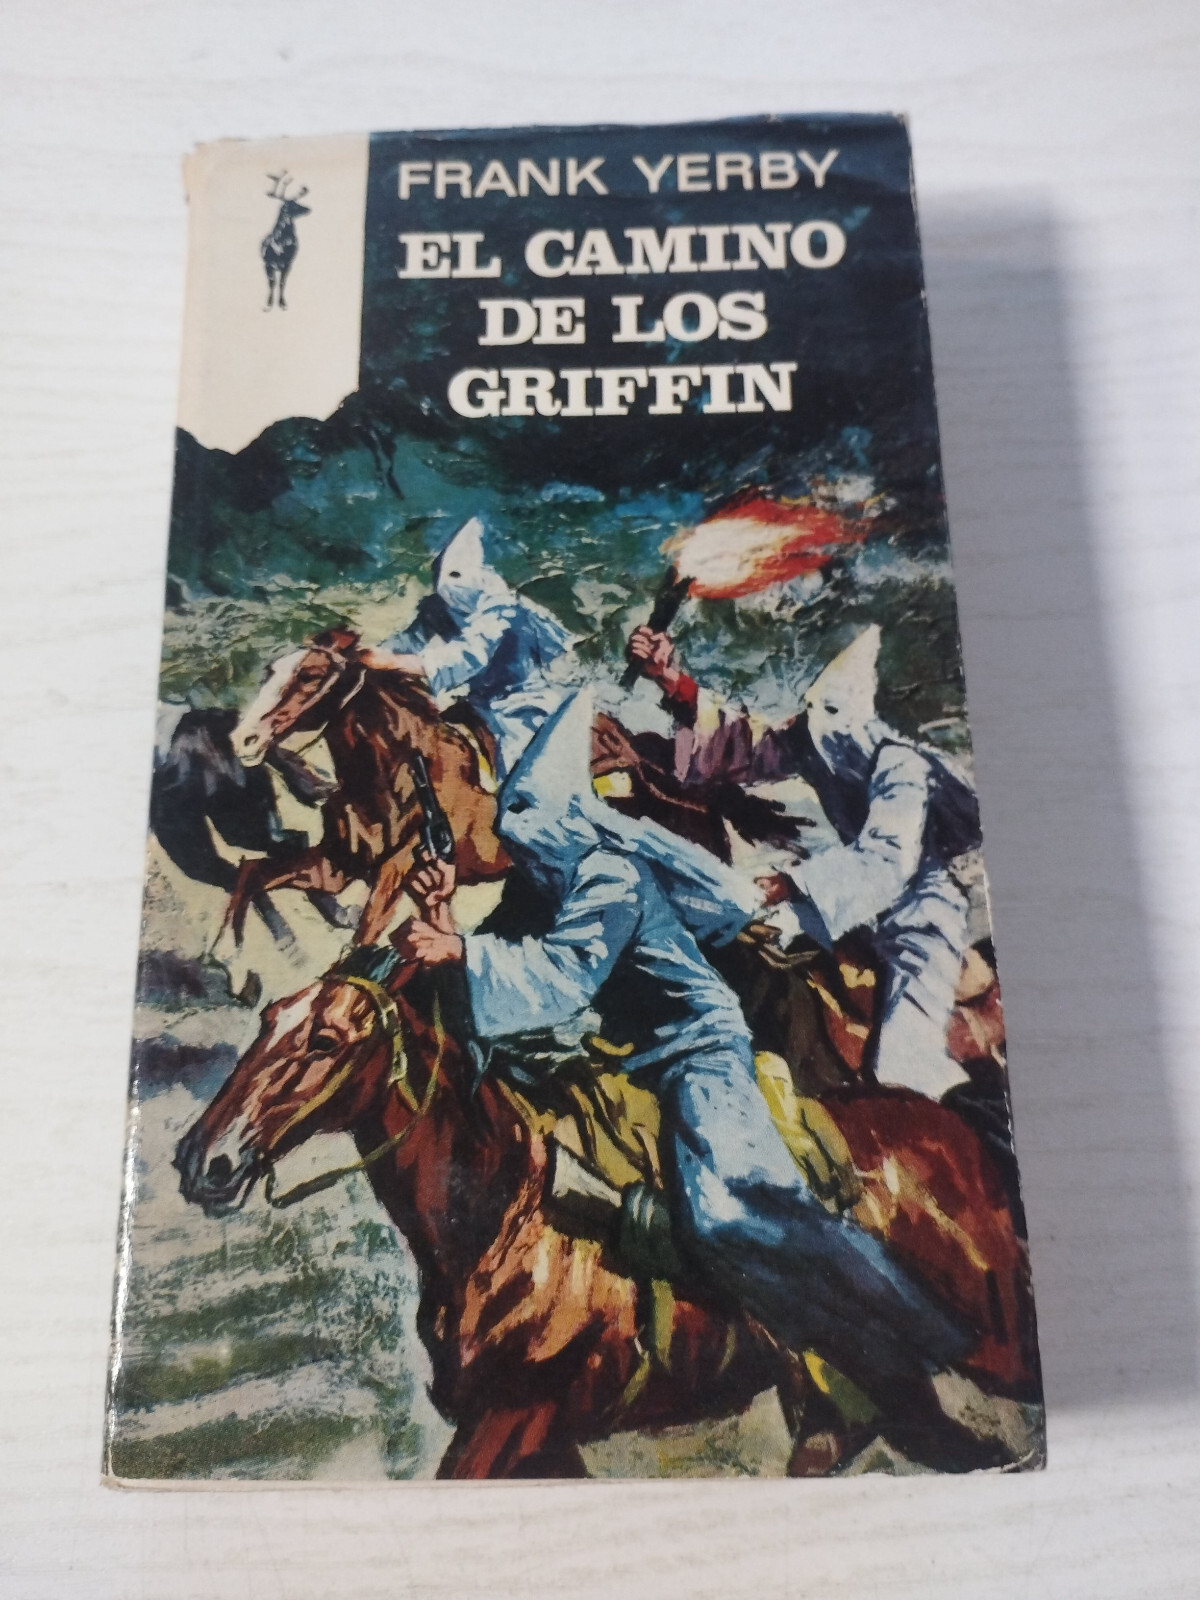 FRANK YERBY
EL CAMINO
DE LOS
GRIFFIN